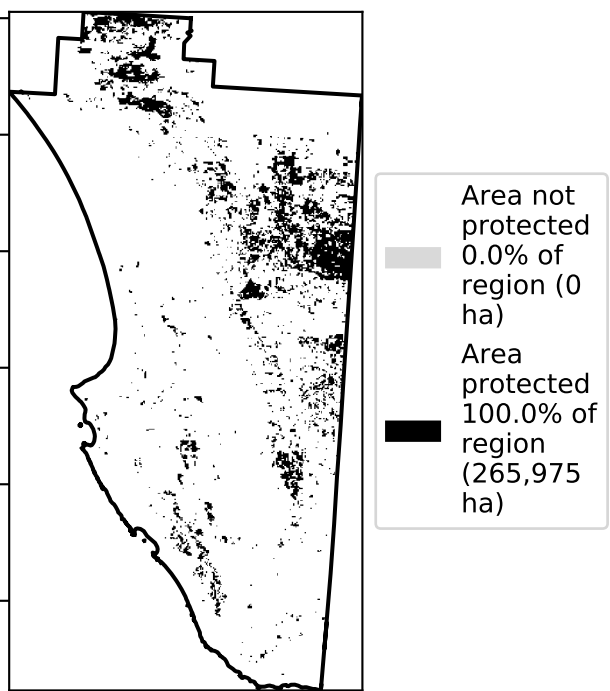 Area not
protected
0.0% of
region (0
ha)
Area
protected
100.0% of
region
(265,975
ha)